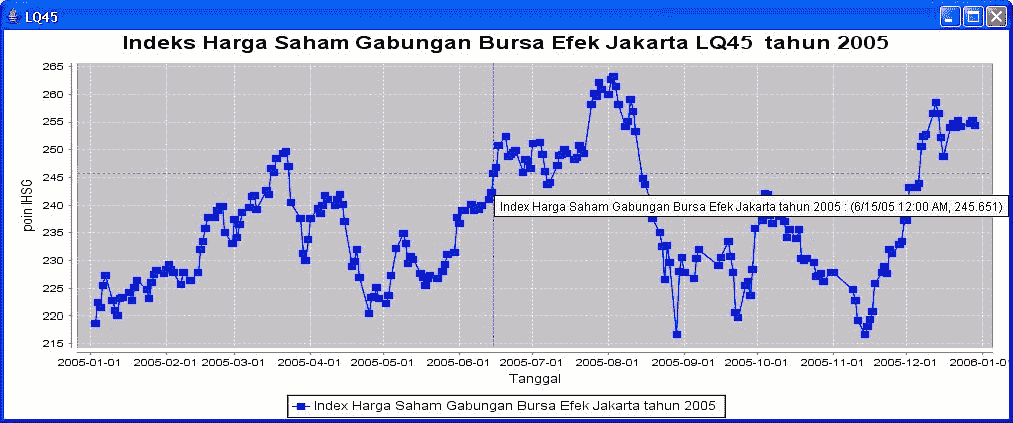 LQ45
Indeks Harga Saham Gabungan Bursa Efek Jakarta LQ45 tahun 2005
265
260
255
250
245
240
235
230
225
220
215
poin IHSG
Index Harga Saham Gabungan Bursa Efek Jakarta tahun 2005 : (6/15/05 12:00 AM, 245.651)
2005-01-01 2005-02-01 2005-03-01 2005-04-01 2005-05-01 2005-06-01 2005-07-01 2005-08-01 2005-09-01 2005-10-01 2005-11-01 2005-12-01 2006-01-0
Tanggal
Index Harga Saham Gabungan Bursa Efek Jakarta tahun 2005